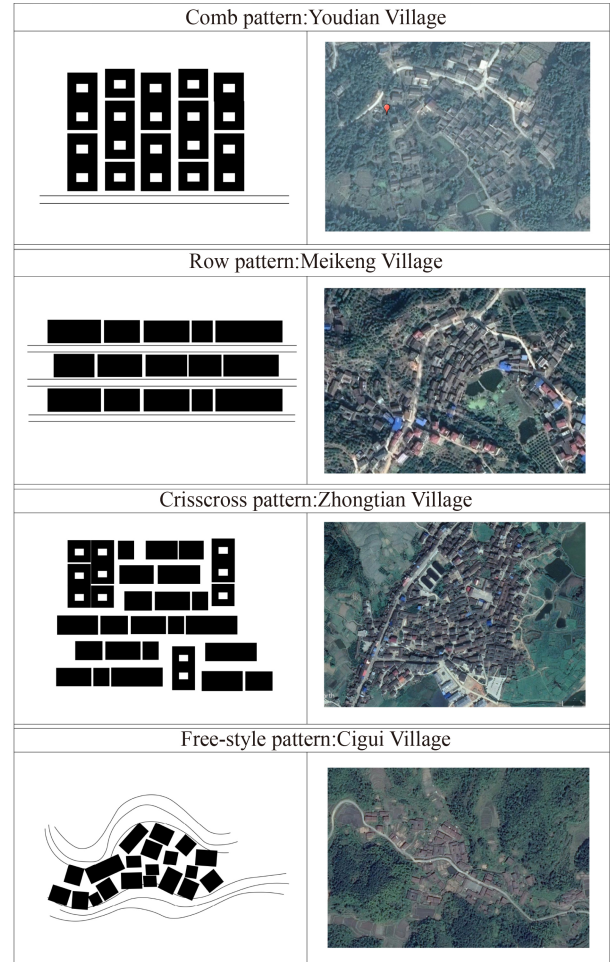 Comb pattern:Youdian Village
Row pattern:Meikeng Village
Crisscross pattern:Zhongtian Village
Free-style pattern:Cigui Village